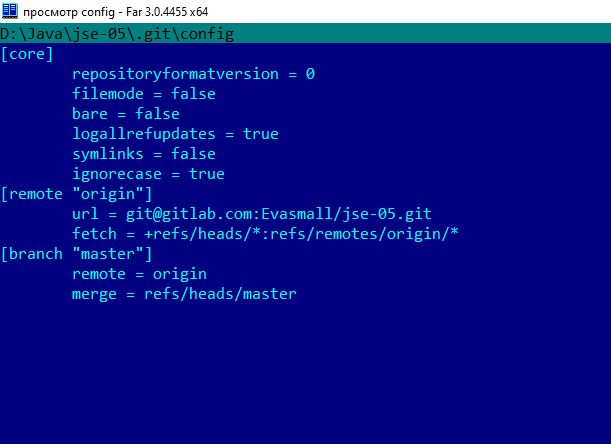 просмотр config - Far 3.0.4455 x64
D:\Java\jse-05\.git\config
[core]
        repositoryformatversion = 0
        filemode = false
        bare = false
        logallrefupdates = true
        symlinks = false
        ignorecase = true
[remote "origin"]
        url = git@gitlab.com:Evasmall/jse-05.git
        fetch = +refs/heads/*:refs/remotes/origin/*
[branch "master"]
        remote = origin
        merge = refs/heads/master